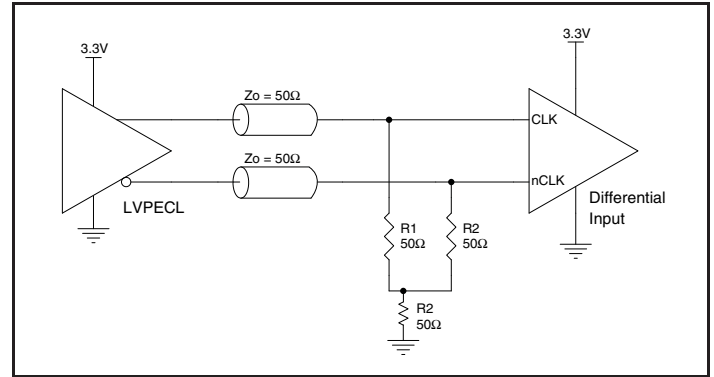 3.3V
3.3V
Zo = 50Ω
CLK
Zo = 50Ω
nCLK
LVPECL
Differential
Input
R1
50Ω
R2
50Ω
R2
50Ω